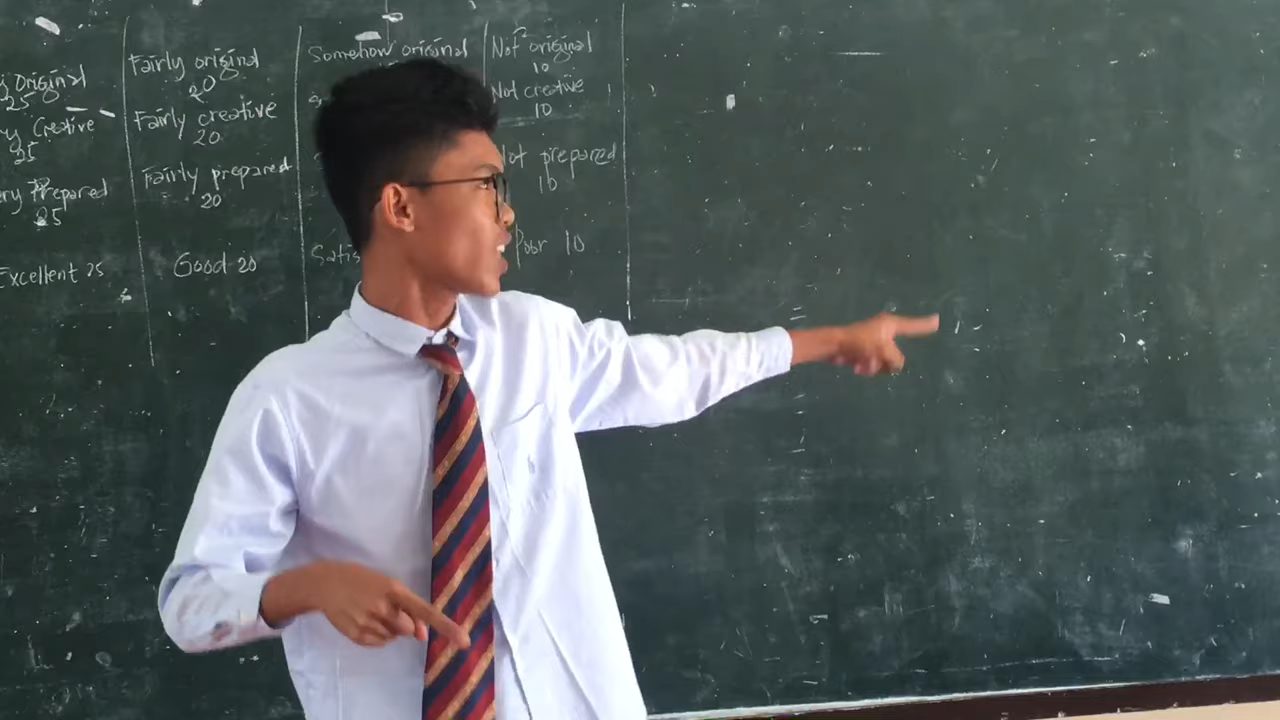 Original
25
Creative
25
Prepared
25
Excellent 25
Fairly original
20
Fairly creative
20
Fairly prepared
20
Good 20
Somehow original
Not original
10
Not creative
10
prepared
10
Poor 10